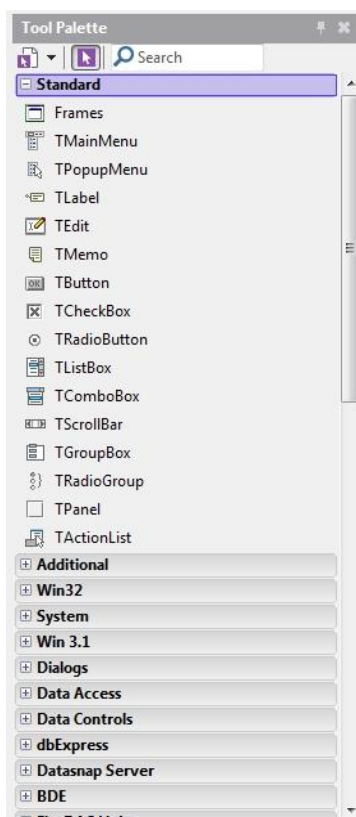 Tool Palette
Search
Standard
Frames
TMainMenu
TPopupMenu
TLabel
TEdit
TMemo
OK TButton
TCheckBox
TRadioButton
TListBox
TComboBox
TScrollBar
TGroupBox
TRadioGroup
TPanel
TActionList
Additional
Win32
System
Win 3.1
Dialogs
Data Access
Data Controls
dbExpress
Datasnap Server
BDE